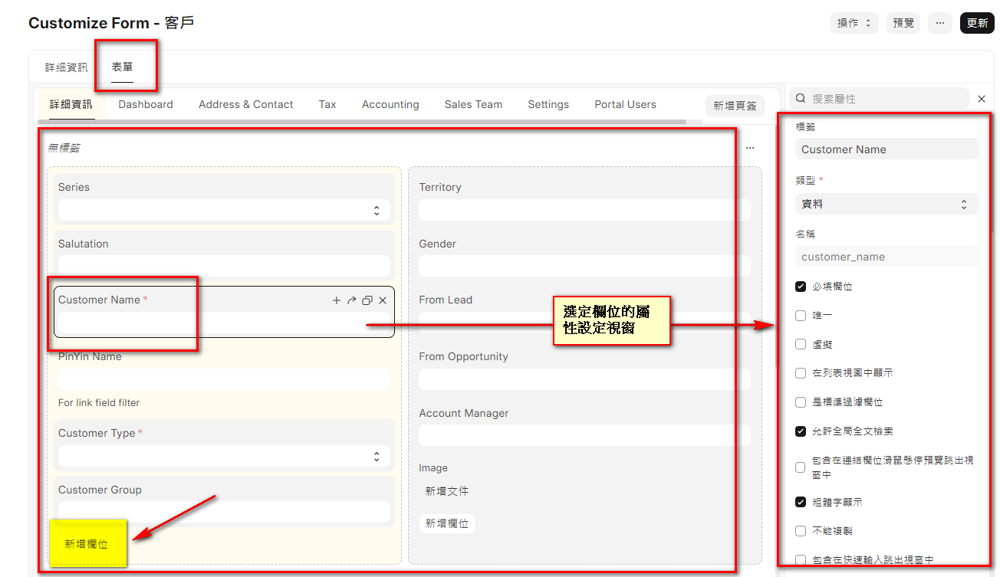 Customize Form - 客戶
操作
預覽
···
更新
詳細資訊
表單
詳細資訊
Dashboard
Address & Contact
Tax
Accounting
Sales Team
Settings
Portal Users
新增頁簽
無標籤
···
Series
Salutation
Customer Name *
PinYin Name
For link field filter
Customer Type *
Customer Group
新增欄位
Territory
Gender
From Lead
From Opportunity
Account Manager
Image
新增文件
新增欄位
選定欄位的屬
性設定視窗
搜索屬性
標籤
Customer Name
類型 *
資料
名稱
customer_name
必填欄位
唯一
虛擬
在列表視圖中顯示
是標準過濾欄位
允許全局全文檢索
包含在連結欄位滑鼠懸停預覽跳出視
窗中
粗體字顯示
不能複製
包含在快速輸入跳出視窗中